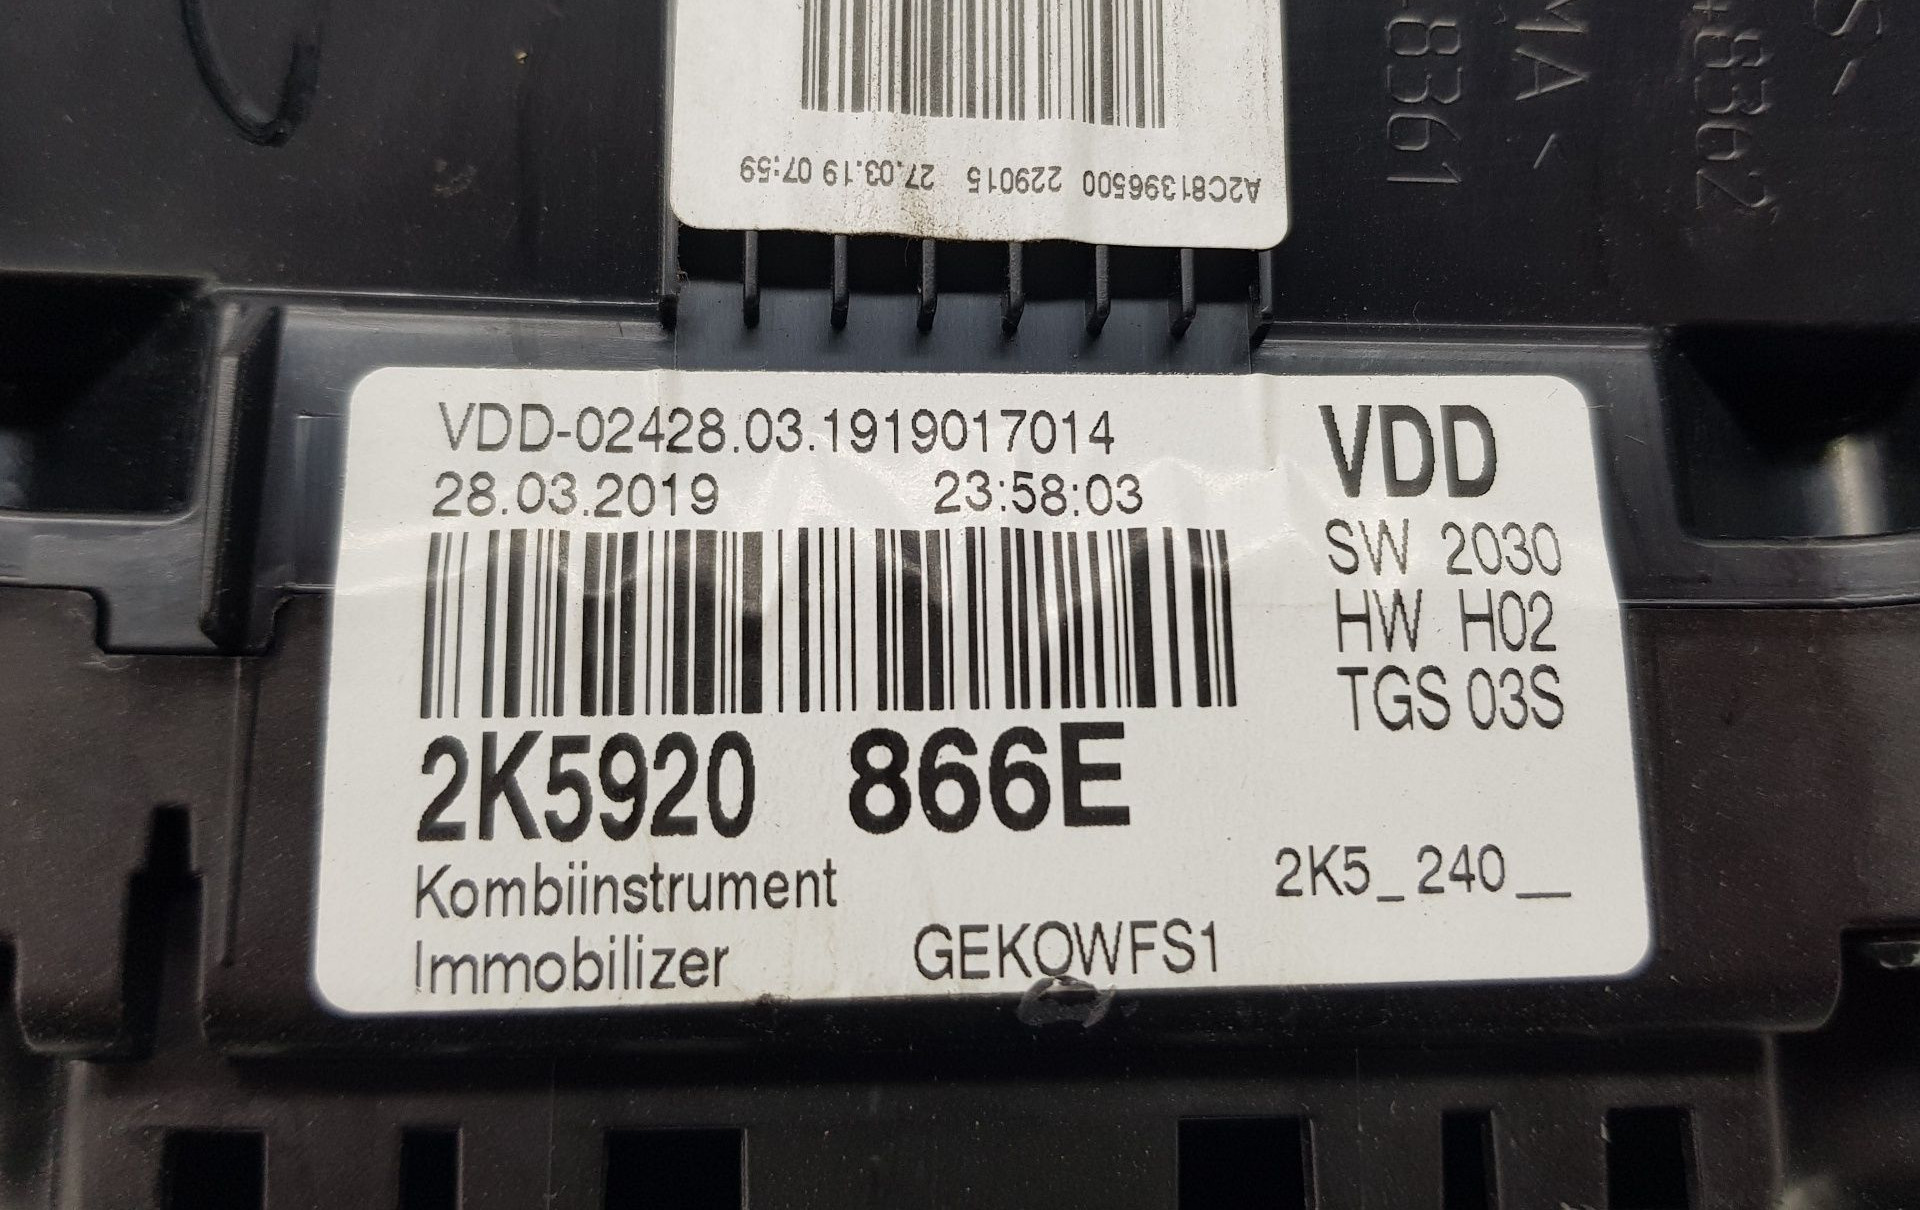 A2C81396500 229015 27.03.19 07:59
8361
VDD-02428.03.1919017014
28.03.2019 23:58:03
VDD
SW 2030
HW H02
TGS 03S
2K5920 866E
Kombiinstrument
Immobilizer GEKOWFS1
2K5_240__